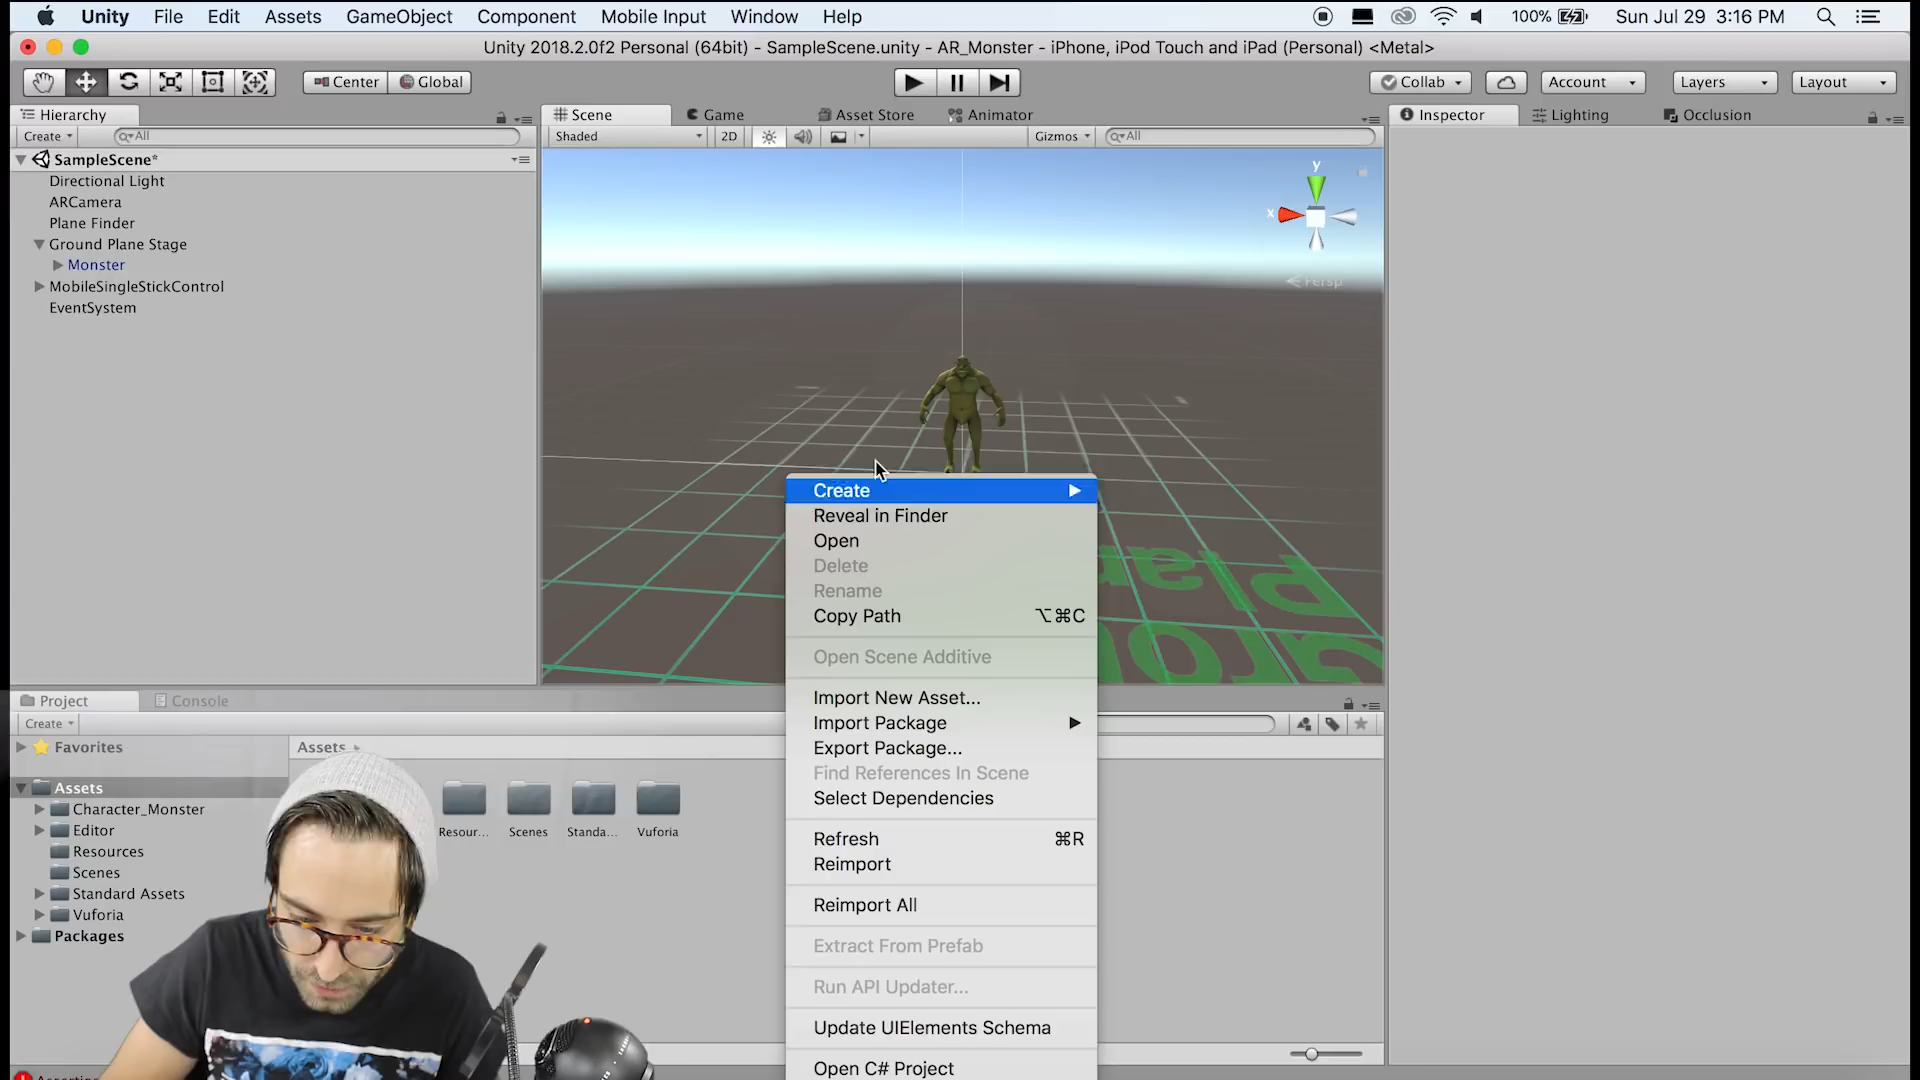 Unity File Edit Assets GameObject Component Mobile Input Window Help 100% Sun Jul 29 3:16 PM
Unity 2018.2.0f2 Personal (64bit) - SampleScene.unity - AR_Monster - iPhone, iPod Touch and iPad (Personal) <Metal>
Center Global Collab Account Layers Layout
Hierarchy
Create All
SampleScene*
Directional Light
ARCamera
Plane Finder
Ground Plane Stage
Monster
MobileSingleStickControl
EventSystem
Scene Game Asset Store Animator
Shaded 2D Gizmos All
y
x
Persp
Inspector Lighting Occlusion
Create
Reveal in Finder
Open
Delete
Rename
Copy Path ⌥⌘C
Open Scene Additive
Import New Asset...
Import Package
Export Package...
Find References In Scene
Select Dependencies
Refresh ⌘R
Reimport
Reimport All
Extract From Prefab
Run API Updater...
Update UIElements Schema
Open C# Project
Project Console
Create
Favorites
Assets
Character_Monster
Editor
Resources
Scenes
Standard Assets
Vuforia
Packages
Assets
Resour... Scenes Standa... Vuforia